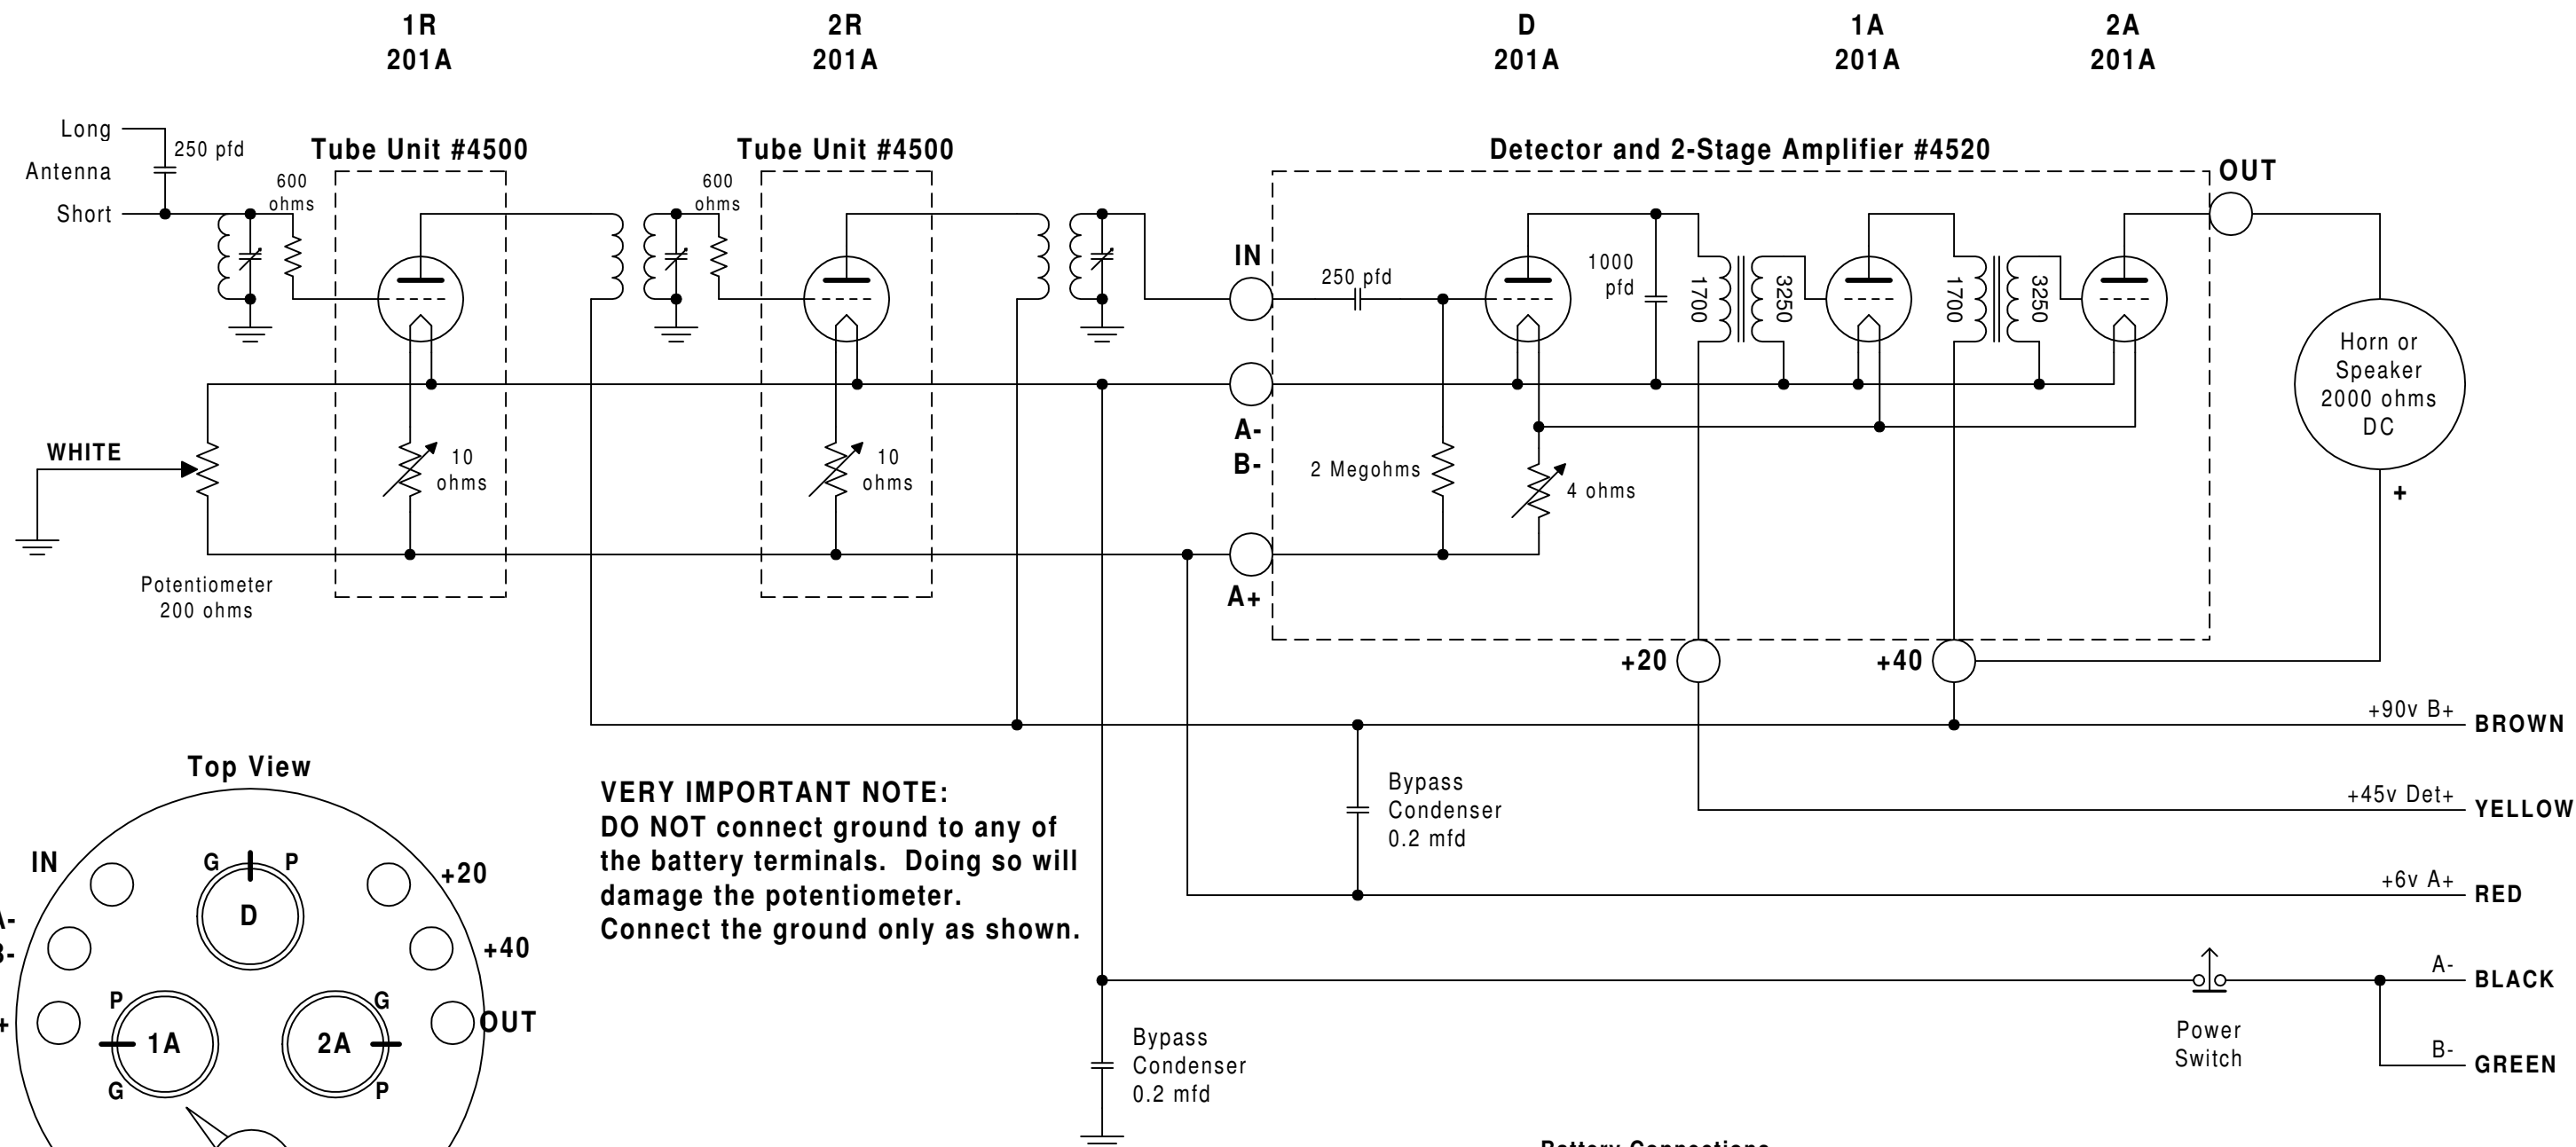 1R
201A
2R
201A
D
201A
1A
201A
2A
201A
Long
250 pfd
Antenna
Short
600
ohms
Tube Unit #4500
600
ohms
Tube Unit #4500
Detector and 2-Stage Amplifier #4520
OUT
IN
250 pfd
1000
pfd
1700
3250
1700
3250
Horn or
Speaker
2000 ohms
DC
+
WHITE
10
ohms
10
ohms
A-
B-
2 Megohms
4 ohms
A+
Potentiometer
200 ohms
+20
+40
+90v B+
BROWN
+45v Det+
YELLOW
+6v A+
RED
A-
BLACK
B-
GREEN
Bypass
Condenser
0.2 mfd
Power
Switch
Bypass
Condenser
0.2 mfd
VERY IMPORTANT NOTE:
DO NOT connect ground to any of
the battery terminals. Doing so will
damage the potentiometer.
Connect the ground only as shown.
Top View
IN
G
P
D
+20
+40
P
1A
G
G
2A
P
OUT